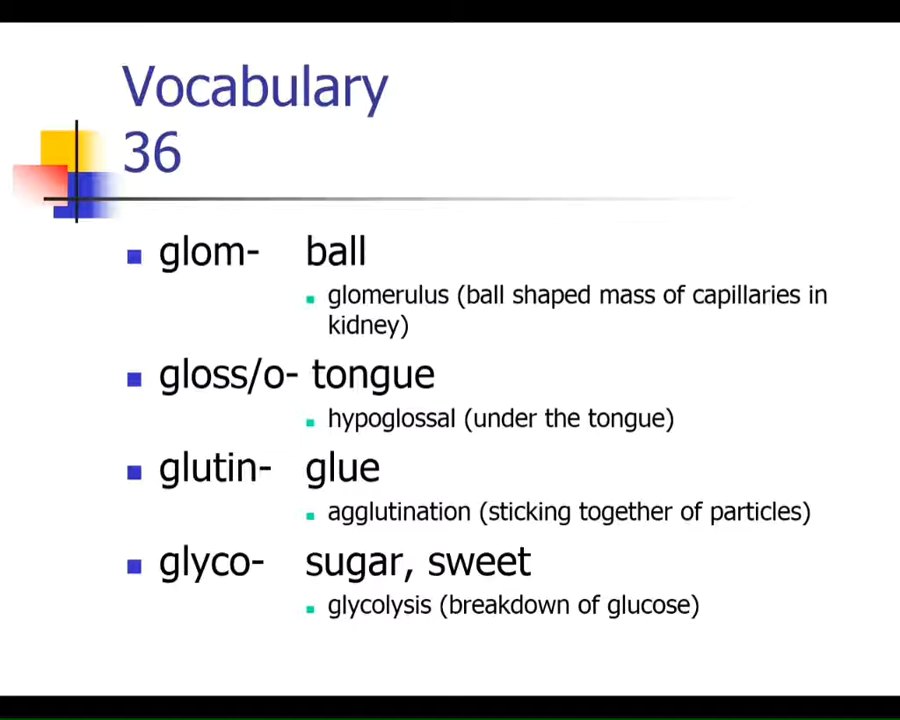 Vocabulary
36
glom- ball
glomerulus (ball shaped mass of capillaries in
kidney)
gloss/o- tongue
hypoglossal (under the tongue)
glutin- glue
agglutination (sticking together of particles)
glyco- sugar, sweet
glycolysis (breakdown of glucose)